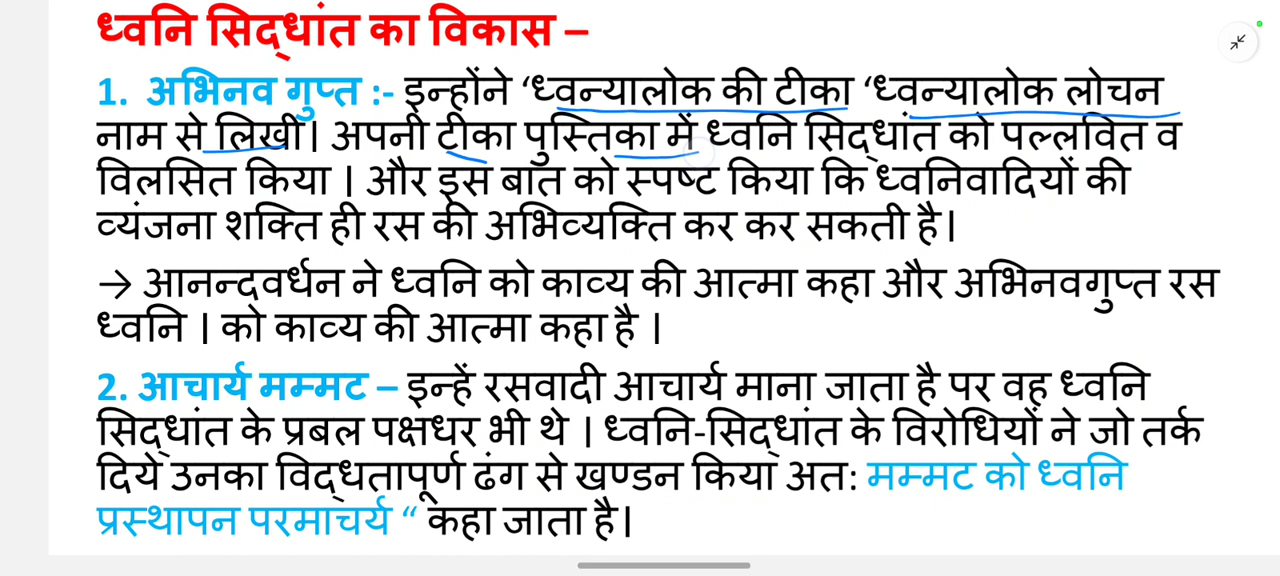 ध्वनि सिद्धांत का विकास –
1. अभिनव गुप्त :- इन्होंने ‘ध्वन्यालोक की टीका ‘ध्वन्यालोक लोचन
नाम से लिखी| अपनी टीका पुस्तिका में ध्वनि सिद्धांत को पल्लवित व
विलसित किया | और इस बात को स्पष्ट किया कि ध्वनिवादियों की
व्यंजना शक्ति ही रस की अभिव्यक्ति कर कर सकती है|
→ आनन्दवर्धन ने ध्वनि को काव्य की आत्मा कहा और अभिनवगुप्त रस
ध्वनि | को काव्य की आत्मा कहा है |
2. आचार्य मम्मट – इन्हें रसवादी आचार्य माना जाता है पर वह ध्वनि
सिद्धांत के प्रबल पक्षधर भी थे | ध्वनि-सिद्धांत के विरोधियों ने जो तर्क
दिये उनका विद्धतापूर्ण ढंग से खण्डन किया अत: मम्मट को ध्वनि
प्रस्थापन परमाचर्य “ कहा जाता है|